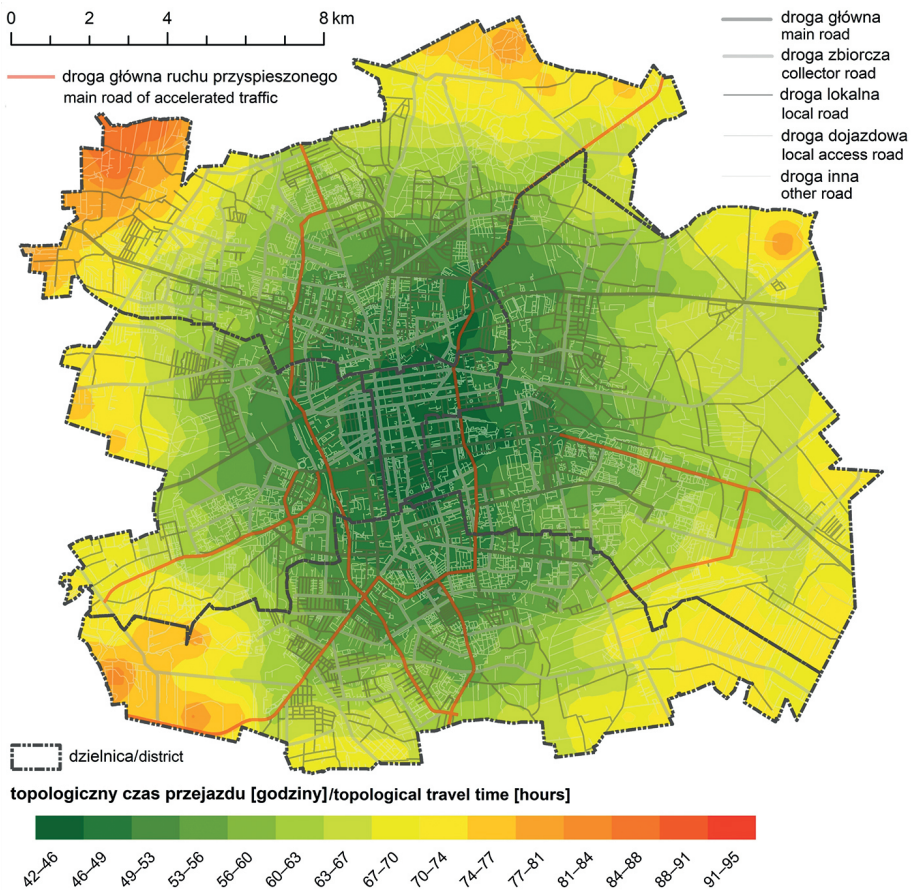 0 2 4 8 km
droga główna ruchu przyspieszonego
main road of accelerated traffic
droga główna
main road
droga zbiorcza
collector road
droga lokalna
local road
droga dojazdowa
local access road
droga inna
other road
dzielnica/district
topologiczny czas przejazdu [godziny]/topological travel time [hours]
42–46 46–49 49–53 53–56 56–60 60–63 63–67 67–70 70–74 74–77 77–81 81–84 84–88 88–91 91–95